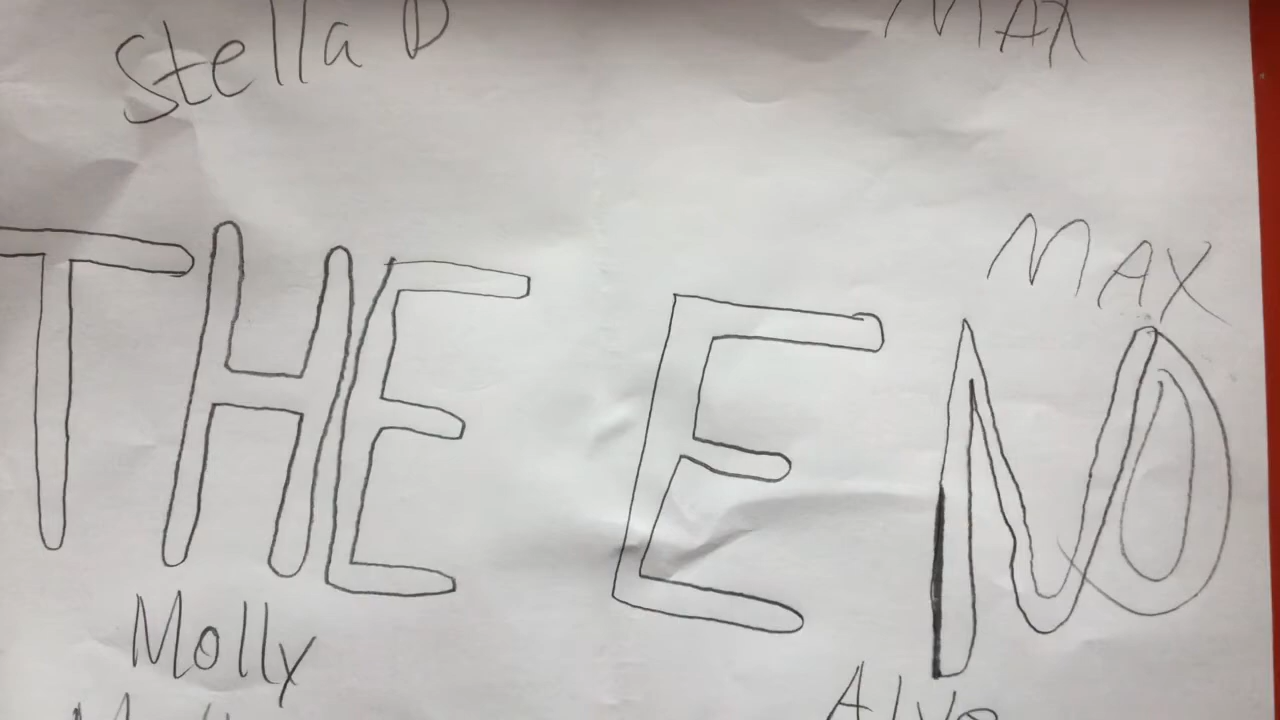 Stella D
MAX
MAX
THE END
Molly